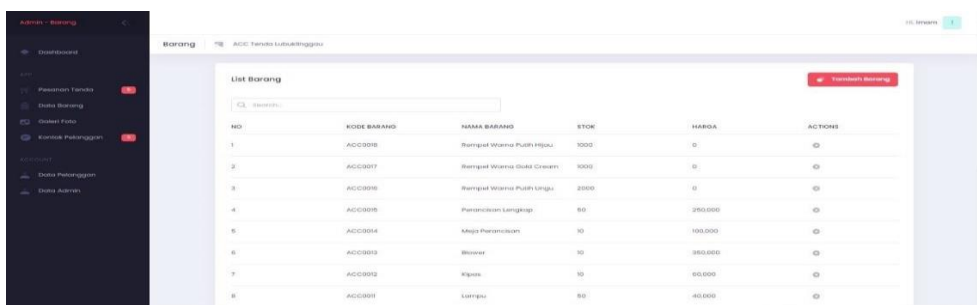 Admin - Barang
Hi, Imam I
Dashboard
Barang ACC Tenda Lubuklinggau
Pesanan Tenda
Data Barang
Galeri Foto
Kontak Pelanggan
Data Pelanggan
Data Admin
List Barang
Tambah Barang
Search...
NO KODE BARANG NAMA BARANG STOK HARGA ACTIONS
1 ACC0018 Rempel Warna Putih Hijau 1000 0
2 ACC0017 Rempel Warna Gold Cream 1000 0
3 ACC0016 Rempel Warna Putih Ungu 2000 0
4 ACC0015 Perancisan Lengkap 50 250,000
5 ACC0014 Meja Perancisan 10 100,000
6 ACC0013 Blower 10 350,000
7 ACC0012 Kipas 10 60,000
8 ACC0011 Lampu 50 40,000